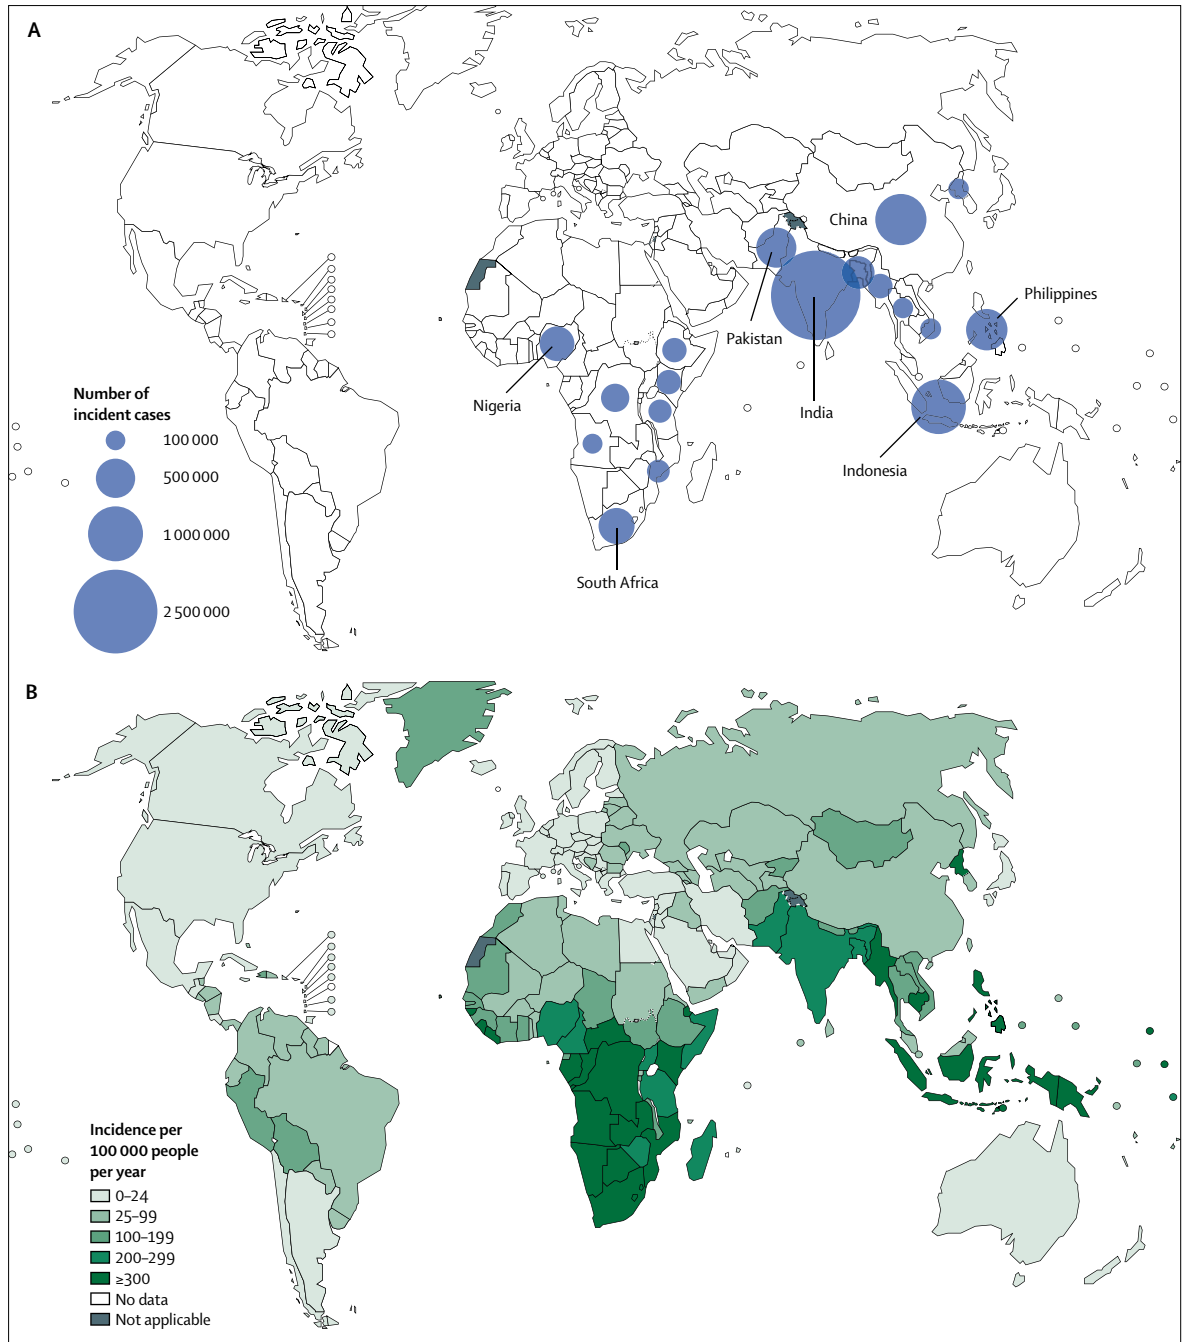 A
China
Philippines
Pakistan
Nigeria
India
Indonesia
South Africa
Number of
incident cases
100 000
500 000
1 000 000
2 500 000
B
Incidence per
100 000 people
per year
0–24
25–99
100–199
200–299
≥300
No data
Not applicable